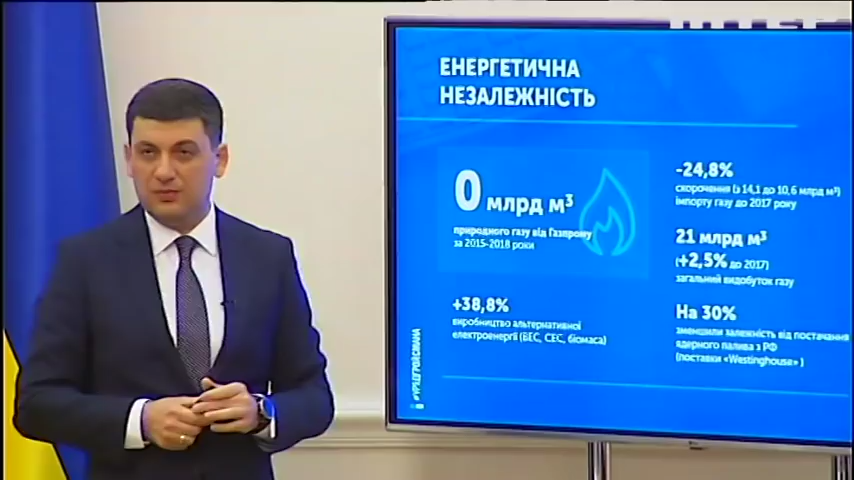 ІНТЕР
ЕНЕРГЕТИЧНА
НЕЗАЛЕЖНІСТЬ
0 млрд м³
природного газу від Газпрому
за 2015-2018 роки
+38,8%
виробництво альтернативної
електроенергії (ВЕС, СЕС, біомаса)
-24,8%
скорочення (з 14,1 до 10,6 млрд м³)
імпорту газу до 2017 року
21 млрд м³
(+2,5% до 2017)
загальний видобуток газу
На 30%
зменшили залежність від постачання
ядерного палива з РФ
(поставки «Westinghouse»)